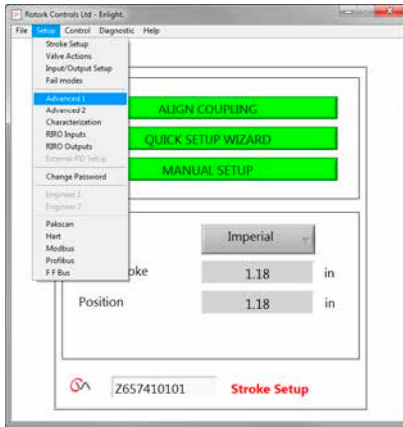 Rotork Controls Ltd - Enlight.
File Setup Control Diagnostic Help
Stroke Setup
Valve Actions
Input/Output Setup
Fail modes
Advanced 1
Advanced 2
Characterization
RIRO Inputs
RIRO Outputs
External PID Setup
Change Password
Engineer 1
Engineer 2
Pakscan
Hart
Modbus
Profibus
F F Bus
ALIGN COUPLING
QUICK SETUP WIZARD
MANUAL SETUP
Imperial
oke 1.18 in
Position 1.18 in
Z657410101 Stroke Setup